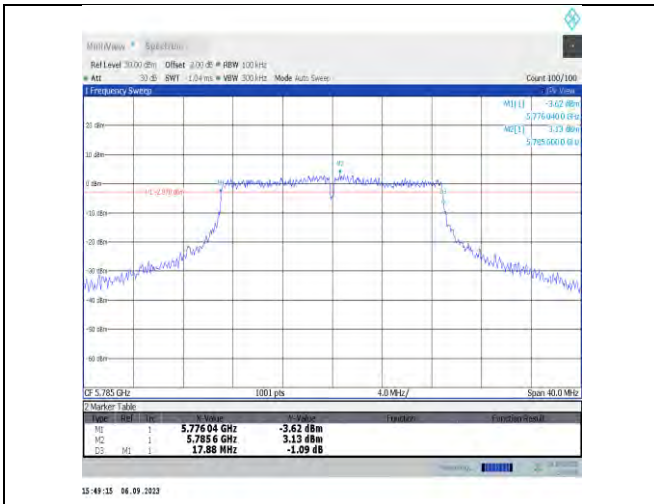 MultiView Spectrum
Ref Level 20.00 dBm Offset 2.00 dB RBW 100 kHz
Att 30 dB SWT 1.04 ms VBW 300 kHz Mode Auto Sweep Count 100/100
1 Frequency Sweep
M1[1] -3.62 dBm
5.776 040 0 GHz
20 dBm
M2[1] 3.13 dBm
5.785 600 0 GHz
10 dBm
M2
0 dBm
-10 dBm
-20 dBm
-30 dBm
-40 dBm
-50 dBm
-60 dBm
CF 5.785 GHz 1001 pts 4.0 MHz/ Span 40.0 MHz
2 Marker Table
Type Ref Trc X-Value Y-Value Function Function Result
M1 1 5.776 04 GHz -3.62 dBm
M2 1 5.785 6 GHz 3.13 dBm
D3 M1 1 17.88 MHz -1.09 dB
15:49:15 06.09.2023